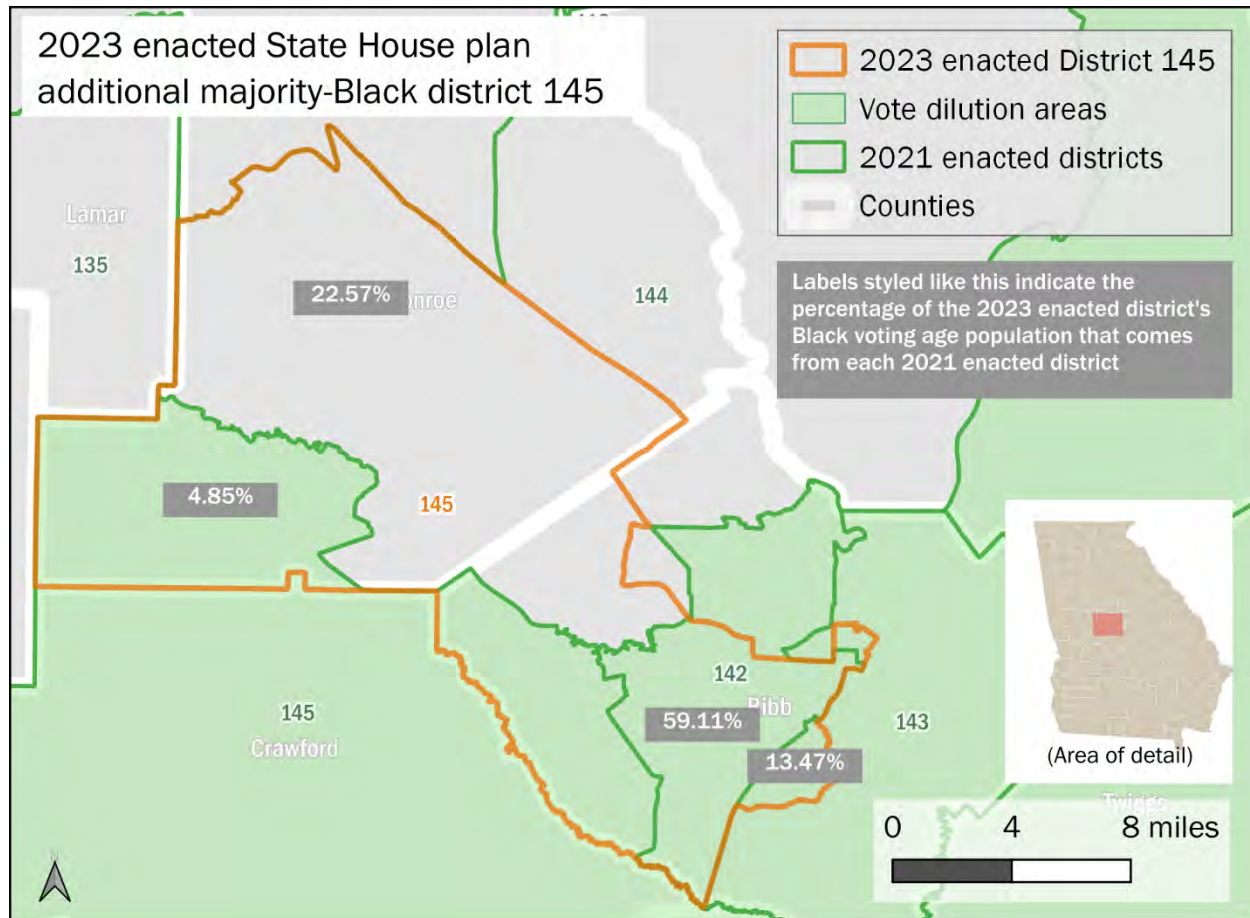 2023 enacted State House plan
additional majority-Black district 145
2023 enacted District 145
Vote dilution areas
2021 enacted districts
Counties
Labels styled like this indicate the
percentage of the 2023 enacted district's
Black voting age population that comes
from each 2021 enacted district
Lamar
135
22.57%
144
4.85%
145
142
Bibb
59.11%
143
13.47%
145
Crawford
(Area of detail)
Twiggs
0 4 8 miles